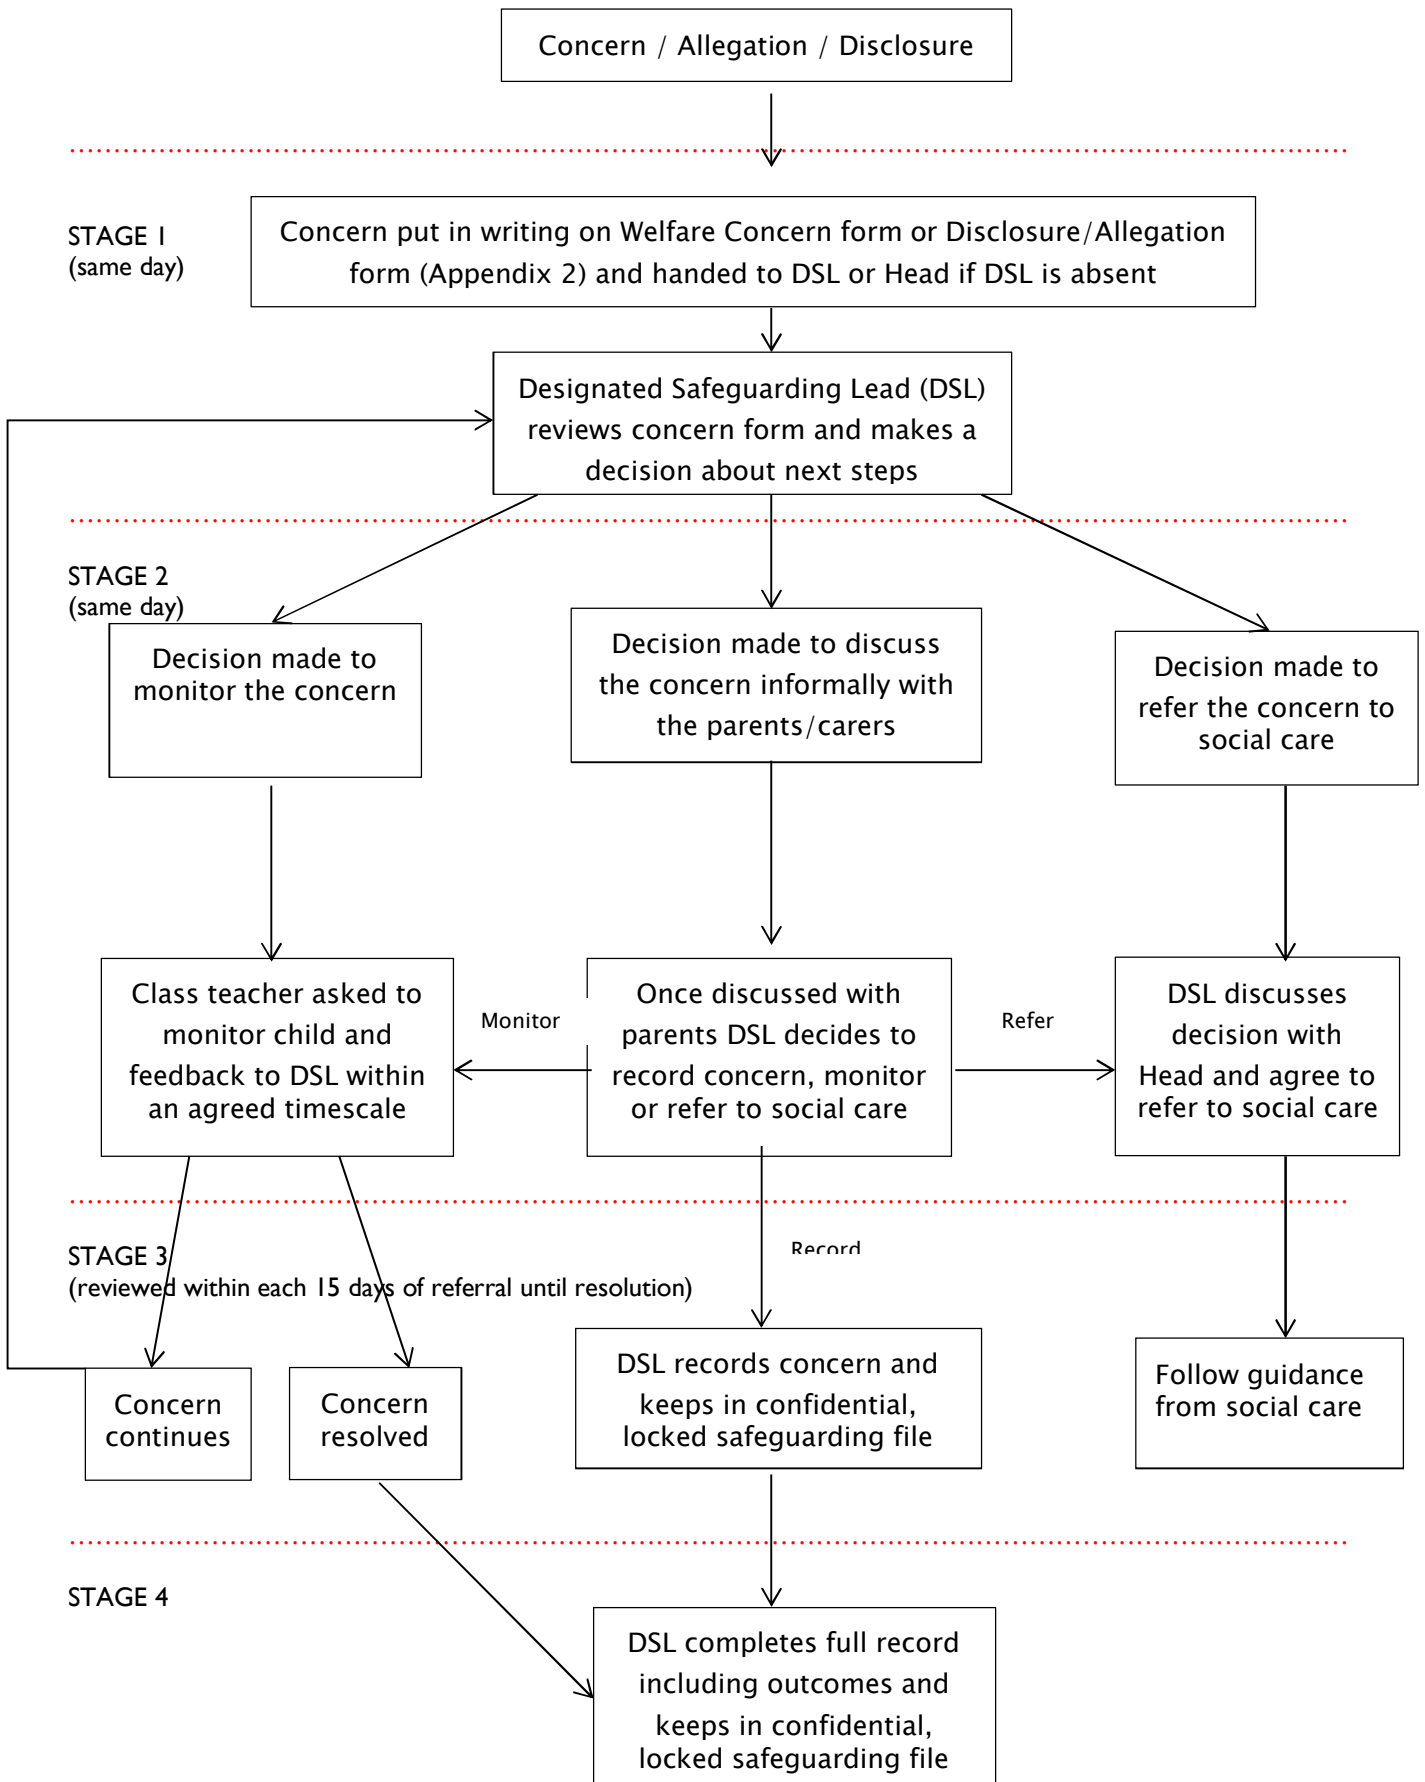 Concern / Allegation / Disclosure
STAGE 1
(same day)
Concern put in writing on Welfare Concern form or Disclosure/Allegation
form (Appendix 2) and handed to DSL or Head if DSL is absent
Designated Safeguarding Lead (DSL)
reviews concern form and makes a
decision about next steps
STAGE 2
(same day)
Decision made to
monitor the concern
Decision made to discuss
the concern informally with
the parents/carers
Decision made to
refer the concern to
social care
Class teacher asked to
monitor child and
feedback to DSL within
an agreed timescale
Monitor
Once discussed with
parents DSL decides to
record concern, monitor
or refer to social care
Refer
DSL discusses
decision with
Head and agree to
refer to social care
STAGE 3
(reviewed within each 15 days of referral until resolution)
Record
Concern
continues
Concern
resolved
DSL records concern and
keeps in confidential,
locked safeguarding file
Follow guidance
from social care
STAGE 4
DSL completes full record
including outcomes and
keeps in confidential,
locked safeguarding file